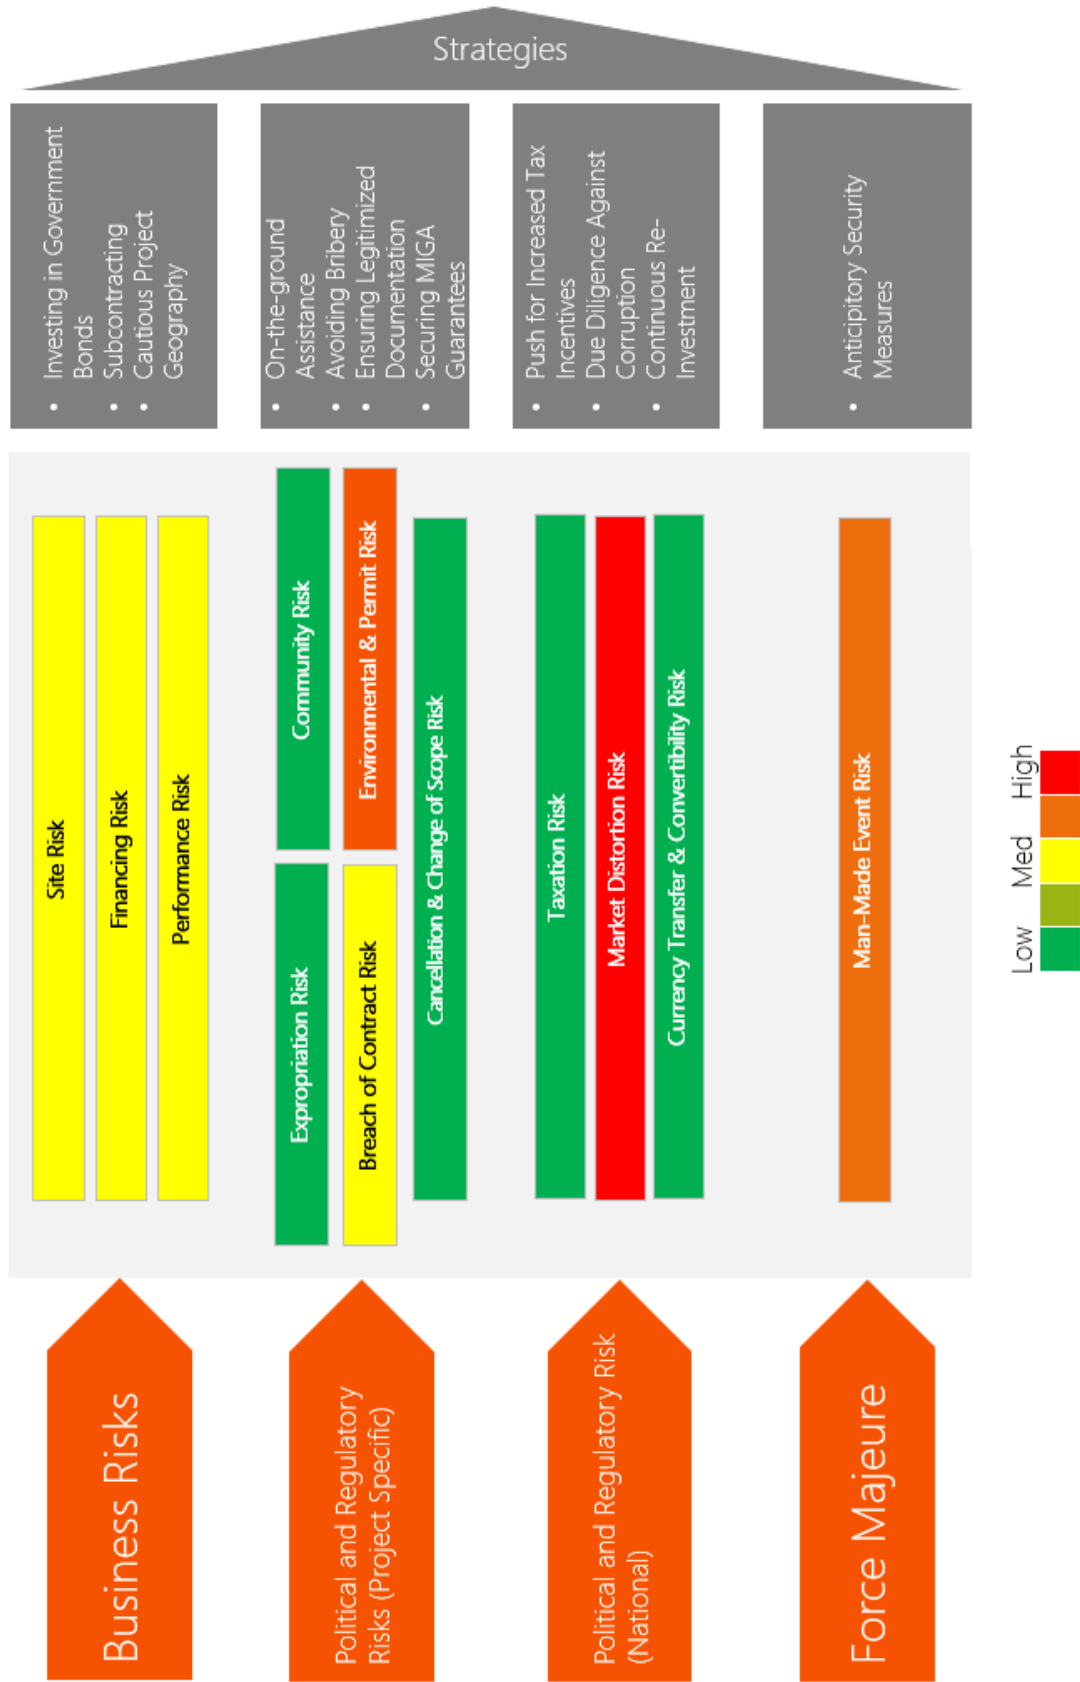 Business Risks
Site Risk
Financing Risk
Performance Risk
• Investing in Government
Bonds
• Subcontracting
• Cautious Project
Geography
Political and Regulatory
Risks (Project Specific)
Expropriation Risk
Community Risk
Breach of Contract Risk
Environmental & Permit Risk
Cancellation & Change of Scope Risk
• On-the-ground
Assistance
• Avoiding Bribery
• Ensuring Legitimized
Documentation
• Securing MIGA
Guarantees
Political and Regulatory Risk
(National)
Taxation Risk
Market Distortion Risk
Currency Transfer & Convertibility Risk
• Push for Increased Tax
Incentives
• Due Diligence Against
Corruption
• Continuous Re-
Investment
Force Majeure
Man-Made Event Risk
• Anticipitory Security
Measures
Strategies
Low Med High